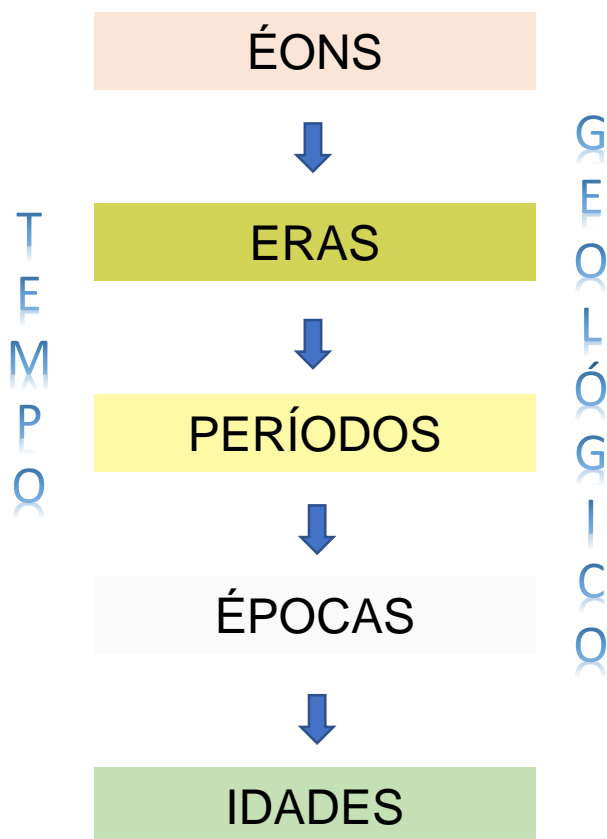 TEMPO
GEOLÓGICO
ÉONS
ERAS
PERÍODOS
ÉPOCAS
IDADES